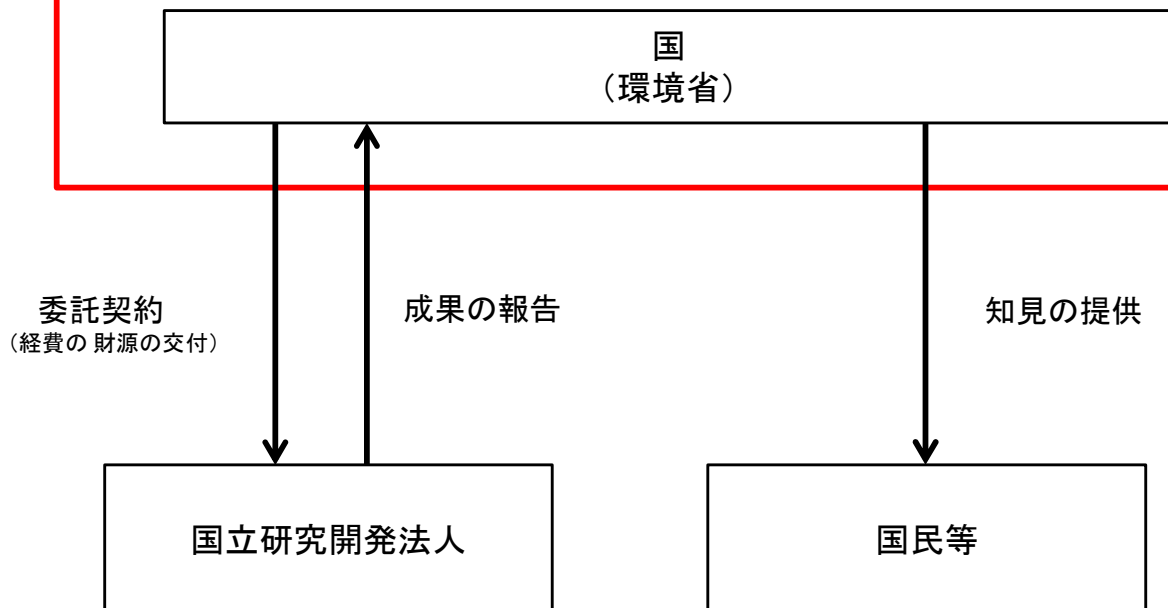 国
（環境省）
委託契約
（経費の 財源の交付）
成果の報告
知見の提供
国立研究開発法人
国民等